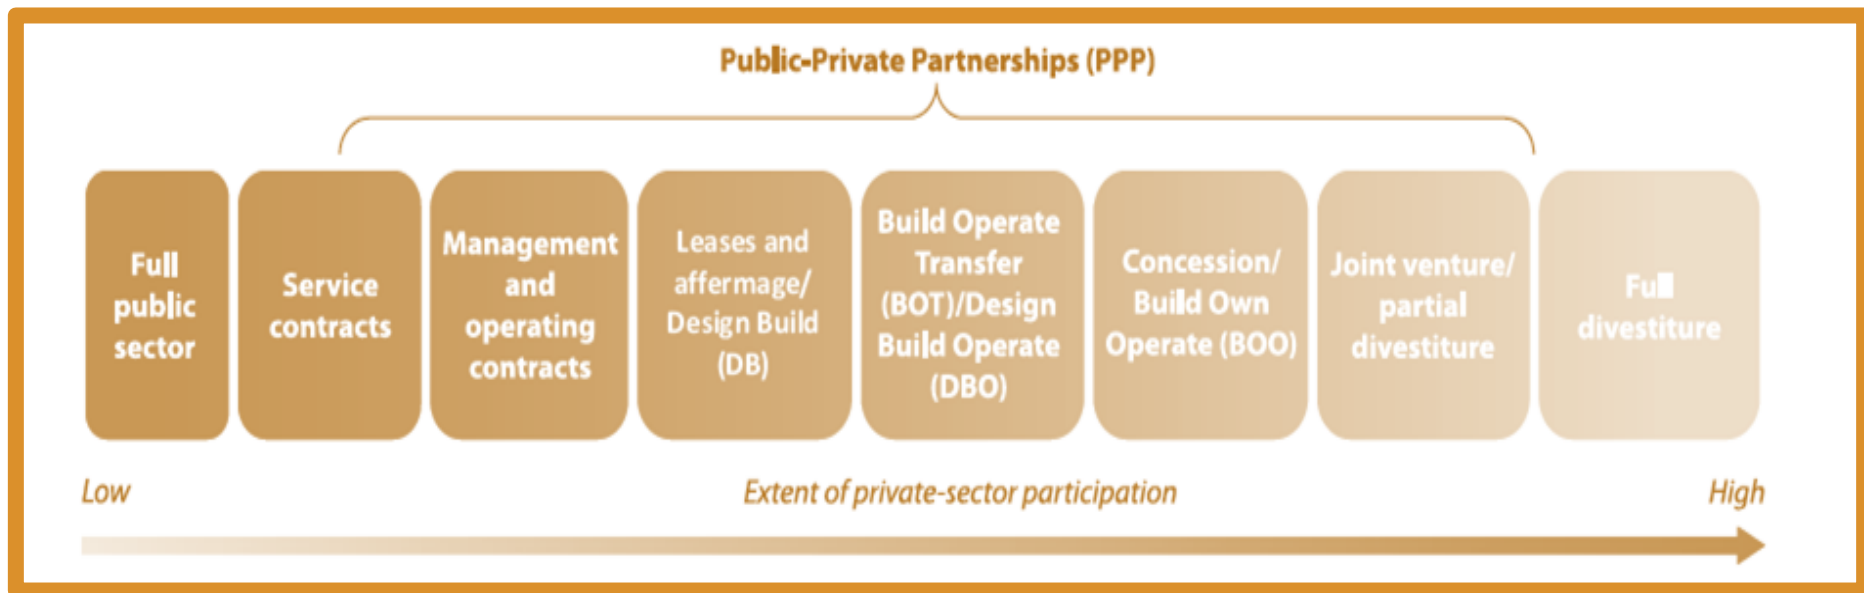 Public-Private Partnerships (PPP)
Full
public
sector
Service
contracts
Management
and
operating
contracts
Leases and
affermage/
Design Build
(DB)
Build Operate
Transfer
(BOT)/Design
Build Operate
(DBO)
Concession/
Build Own
Operate (BOO)
Joint venture/
partial
divestiture
Full
divestiture
Low
Extent of private-sector participation
High